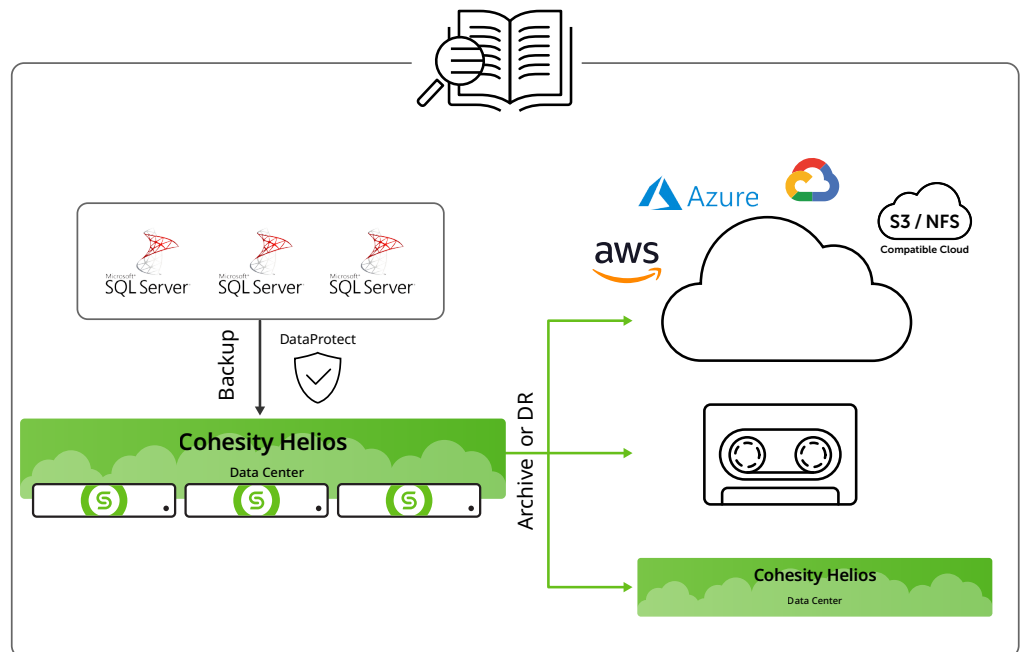 Azure
S3 / NFS
Compatible Cloud
aws
Microsoft®
SQL Server
Microsoft®
SQL Server
Microsoft®
SQL Server
Backup
DataProtect
Cohesity Helios
Data Center
Archive or DR
Cohesity Helios
Data Center